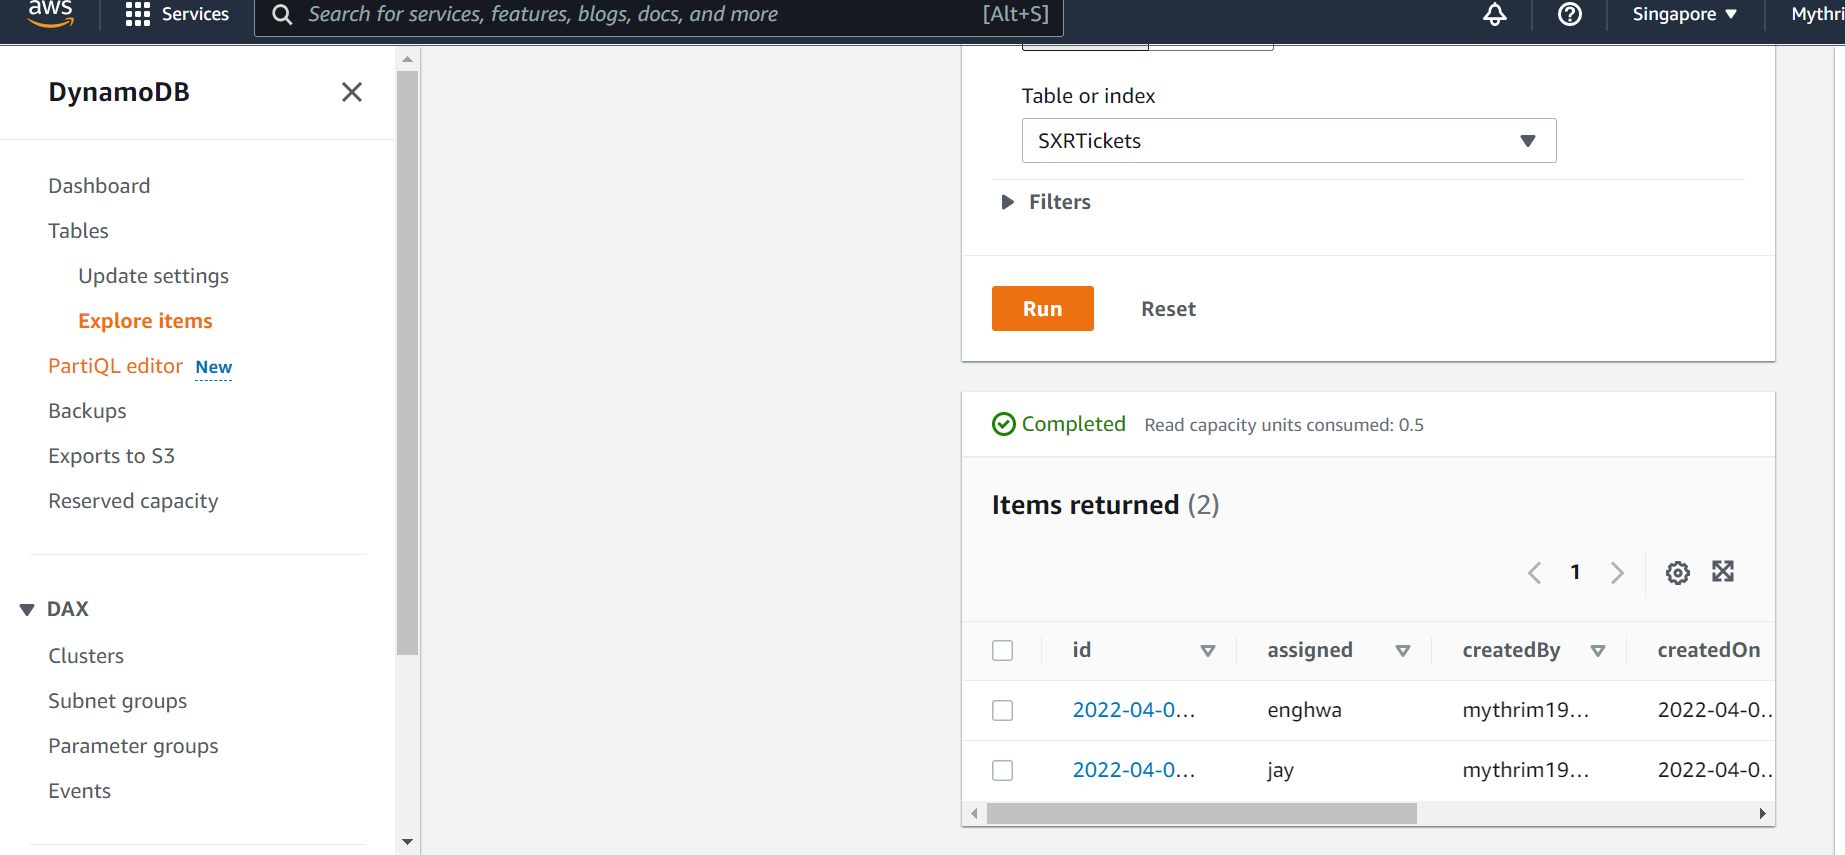 aws
Services
Search for services, features, blogs, docs, and more
[Alt+S]
Singapore
Mythri
DynamoDB
Dashboard
Tables
Update settings
Explore items
PartiQL editor New
Backups
Exports to S3
Reserved capacity
DAX
Clusters
Subnet groups
Parameter groups
Events
Table or index
SXRTickets
Filters
Run Reset
Completed Read capacity units consumed: 0.5
Items returned (2)
1
id assigned createdBy createdOn
2022-04-0... enghwa mythrim19... 2022-04-0..
2022-04-0... jay mythrim19... 2022-04-0..